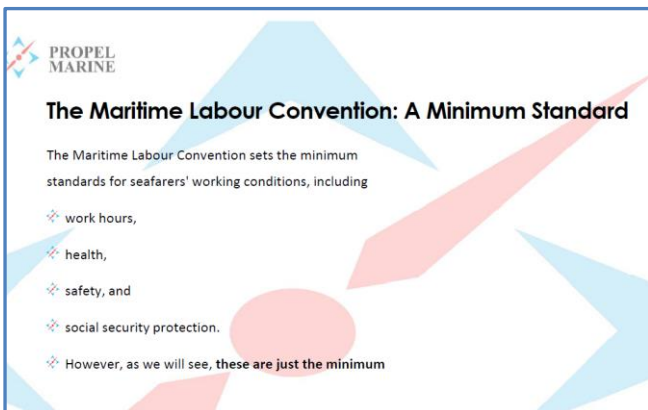 PROPEL
MARINE
The Maritime Labour Convention: A Minimum Standard
The Maritime Labour Convention sets the minimum
standards for seafarers' working conditions, including
work hours,
health,
safety, and
social security protection.
However, as we will see, these are just the minimum